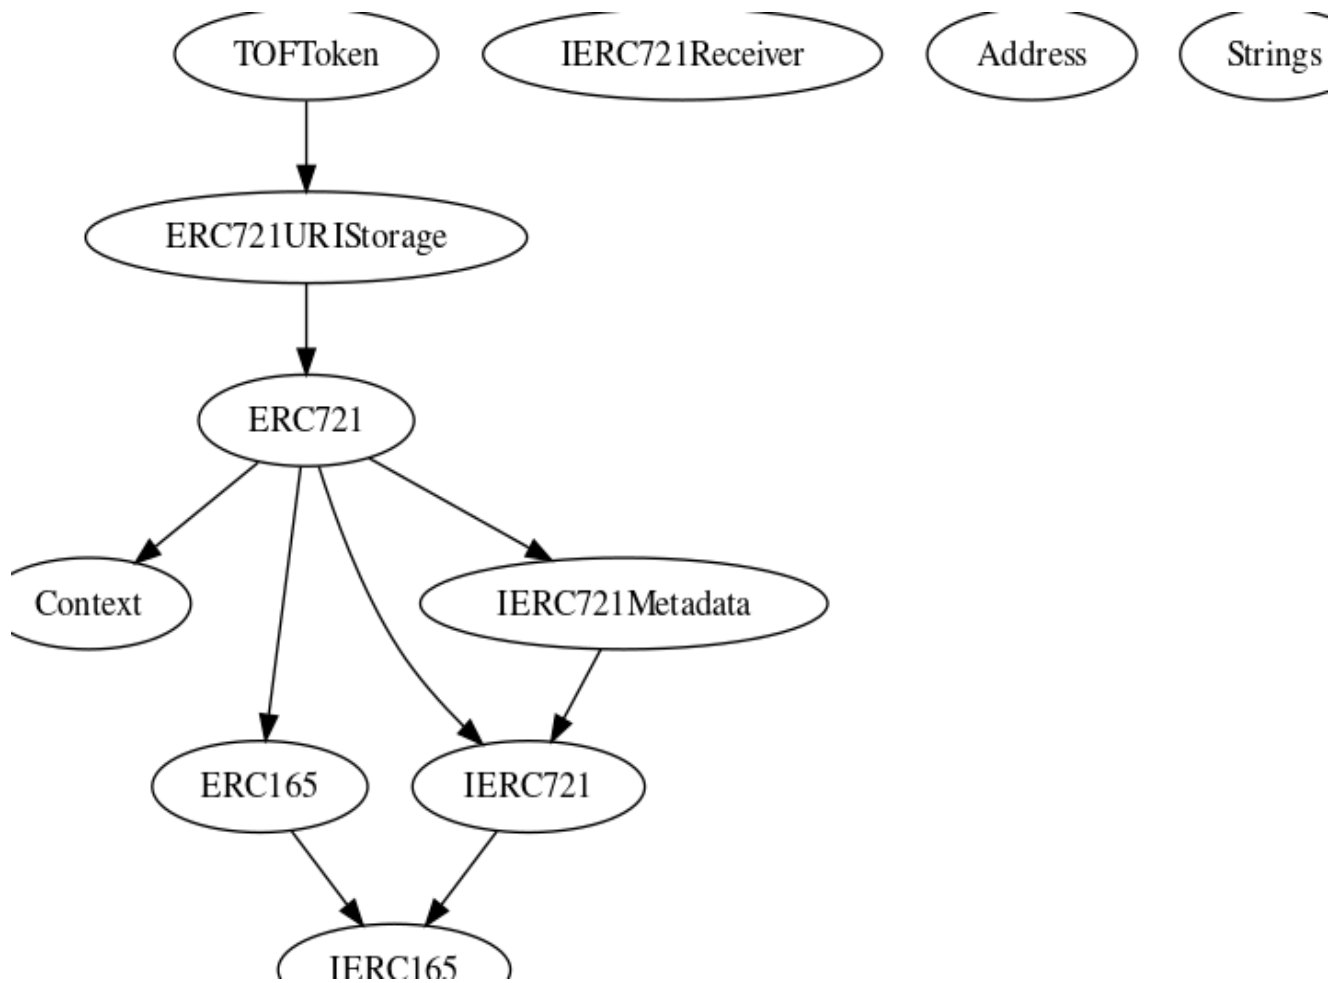 TOFToken
IERC721Receiver
Address
Strings
ERC721URIStorage
ERC721
Context
IERC721Metadata
ERC165
IERC721
IERC165